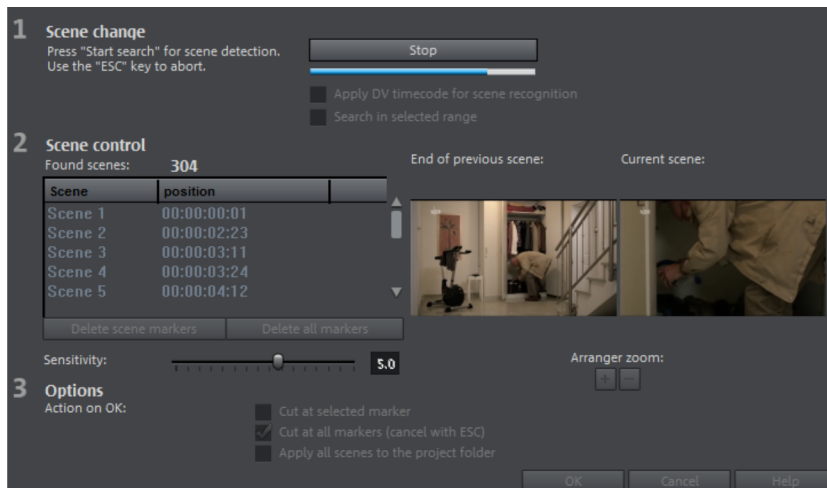 1 Scene change
Press "Start search" for scene detection.
Use the "ESC" key to abort.
Stop
Apply DV timecode for scene recognition
Search in selected range
2 Scene control
Found scenes: 304
End of previous scene: Current scene:
Scene position
Scene 1 00:00:00:01
Scene 2 00:00:02:23
Scene 3 00:00:03:11
Scene 4 00:00:03:24
Scene 5 00:00:04:12
Delete scene markers Delete all markers
Sensitivity: 5.0
Arranger zoom:
+ −
3 Options
Action on OK:
Cut at selected marker
Cut at all markers (cancel with ESC)
Apply all scenes to the project folder
OK Cancel Help